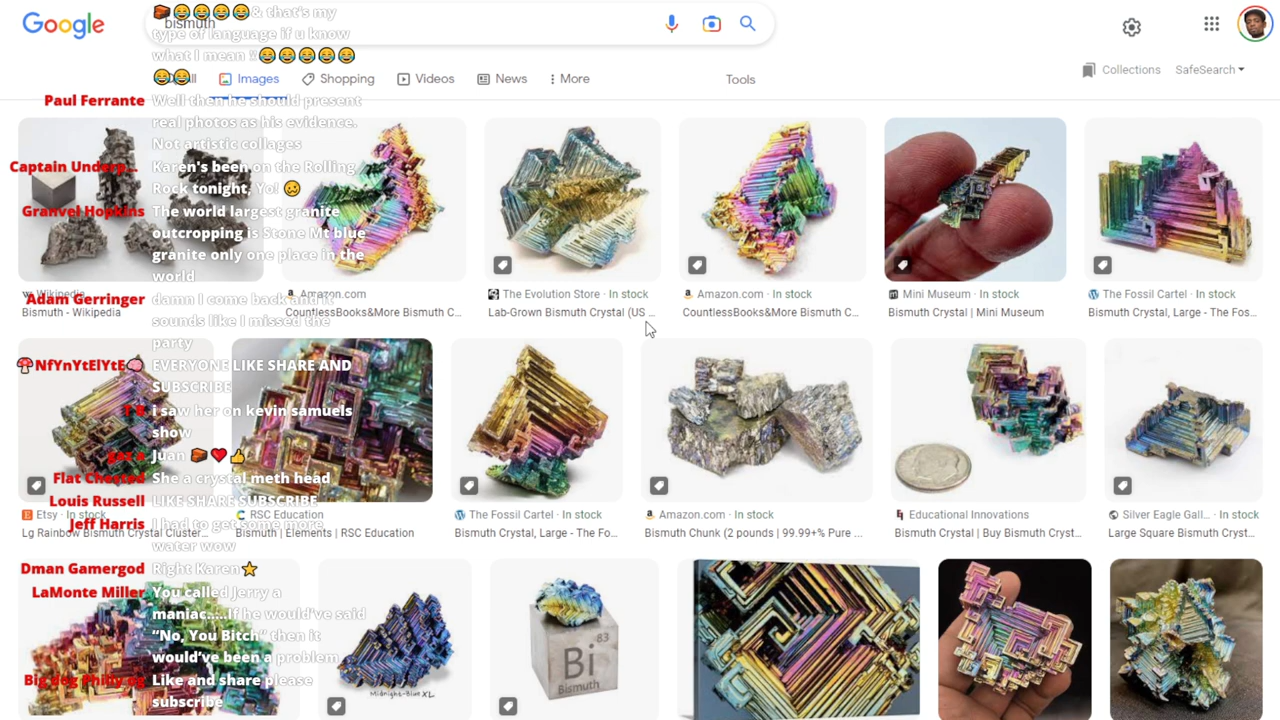 Google
bismuth
All
Images
Shopping
Videos
News
More
Tools
Collections
SafeSearch
🧱😂😂😂😂& that's my
type of language if u know
what I mean ‼️😂😂😂😂😂
😂😂
Paul Ferrante Well then he should present
real photos as his evidence.
Not artistic collages
Captain Underp... Karen's been on the Rolling
Rock tonight, Yo! 🥴
Granvel Hopkins The world largest granite
outcropping is Stone Mt blue
granite only one place in the
world
Adam Gerringer damn I come back and it
sounds like I missed the
party
🍄NfYnYtElYtE🧠 EVERYONE LIKE SHARE AND
SUBSCRIBE
i saw her on kevin samuels
show
Juan 🧱❤️👍
Flat Chested She a crystal meth head
Louis Russell LIKE SHARE SUBSCRIBE
Jeff Harris I had to get some more
water wow
Dman Gamergod Right Karen⭐
LaMonte Miller You called Jerry a
maniac.....If he would've said
“No, You Bitch” then it
would've been a problem
Big dog Philly og Like and share please
subscribe
Wikipedia
Bismuth - Wikipedia
Amazon.com
CountlessBooks&More Bismuth C...
The Evolution Store · In stock
Lab-Grown Bismuth Crystal (US ...
Amazon.com · In stock
CountlessBooks&More Bismuth C...
Mini Museum · In stock
Bismuth Crystal | Mini Museum
The Fossil Cartel · In stock
Bismuth Crystal, Large - The Fos...
Etsy · In stock
Lg Rainbow Bismuth Crystal Cluster...
RSC Education
Bismuth | Elements | RSC Education
The Fossil Cartel · In stock
Bismuth Crystal, Large - The Fo...
Amazon.com · In stock
Bismuth Chunk (2 pounds | 99.99+% Pure ...
Educational Innovations
Bismuth Crystal | Buy Bismuth Cryst...
Silver Eagle Gall... · In stock
Large Square Bismuth Cryst...
Midnight-Blue XL
83
Bi
Bismuth